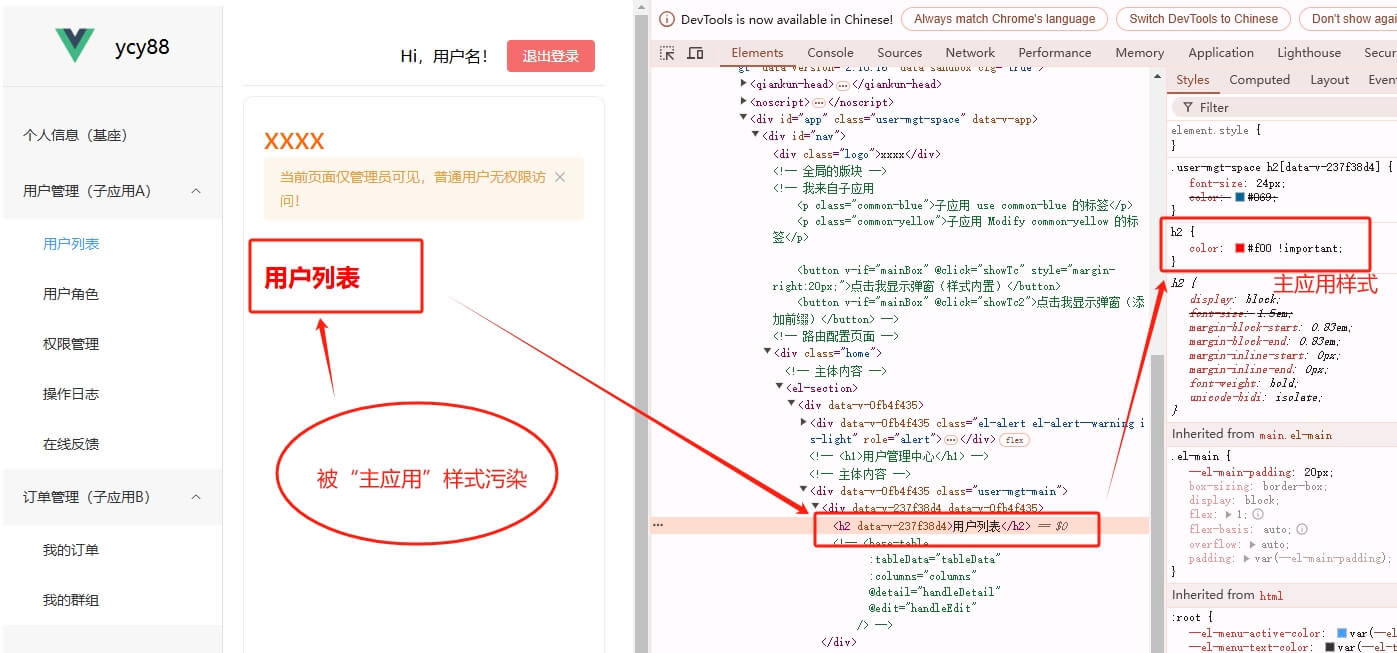 ycy88
Hi，用户名！
退出登录
个人信息（基座）
用户管理（子应用A）
用户列表
用户角色
权限管理
操作日志
在线反馈
订单管理（子应用B）
我的订单
我的群组
XXXX
当前页面仅管理员可见，普通用户无权限访
问！
用户列表
被“主应用”样式污染
DevTools is now available in Chinese!
Always match Chrome's language
Switch DevTools to Chinese
Don't show agai
Elements
Console
Sources
Network
Performance
Memory
Application
Lighthouse
Secur
<qiankun-head>…</qiankun-head>
<noscript>…</noscript>
<div id="app" class="user-mgt-space" data-v-app>
<div id="nav">
<div class="logo">xxxx</div>
<!-- 全局的版块 -->
<!-- 我来自子应用
<p class="common-blue">子应用 use common-blue 的标签</p>
<p class="common-yellow">子应用 Modify common-yellow 的标
签</p>
<button v-if="mainBox" @click="showTc" style="margin-
right:20px;">点击我显示弹窗（样式内置）</button>
<button v-if="mainBox" @click="showTc2">点击我显示弹窗（添
加前缀）</button> -->
<!-- 路由配置页面 -->
<div class="home">
<!-- 主体内容 -->
<el-section>
<div data-v-0fb4f435>
<div data-v-0fb4f435 class="el-alert el-alert--warning i
s-light" role="alert">…</div> flex
<!-- <h1>用户管理中心</h1> -->
<!-- 主体内容 -->
<div data-v-0fb4f435 class="user-mgt-main">
<div data-v-237f38d4 data-v-0fb4f435>
<h2 data-v-237f38d4>用户列表</h2> == $0
<!-- <base-table
:tableData="tableData"
:columns="columns"
@detail="handleDetail"
@edit="handleEdit"
/> -->
</div>
Styles
Computed
Layout
Even
Filter
element.style {
}
.user-mgt-space h2[data-v-237f38d4] {
font-size: 24px;
color: #069;
}
h2 {
color: #f00 !important;
}
主应用样式
h2 {
display: block;
font-size: 1.5em;
margin-block-start: 0.83em;
margin-block-end: 0.83em;
margin-inline-start: 0px;
margin-inline-end: 0px;
font-weight: bold;
unicode-bidi: isolate;
}
Inherited from main.el-main
.el-main {
--el-main-padding: 20px;
box-sizing: border-box;
display: block;
flex: 1;
flex-basis: auto;
overflow: auto;
padding: var(--el-main-padding);
}
Inherited from html
:root {
--el-menu-active-color: var(--el
--el-menu-text-color: var(--el-t